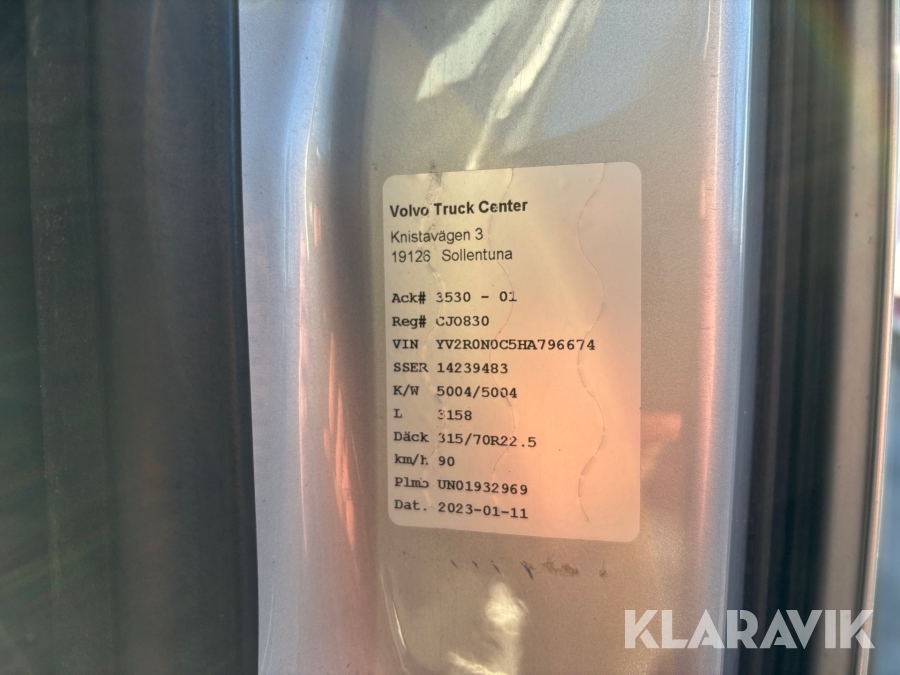 Volvo Truck Center
Knistavägen 3
19126 Sollentuna
Ack# 3530 - 01
Reg# CJO830
VIN YV2R0N0C5HA796674
SSER 14239483
K/W 5004/5004
L 3158
Däck 315/70R22.5
km/h 90
Plmb UN01932969
Dat. 2023-01-11
KLARAVIK